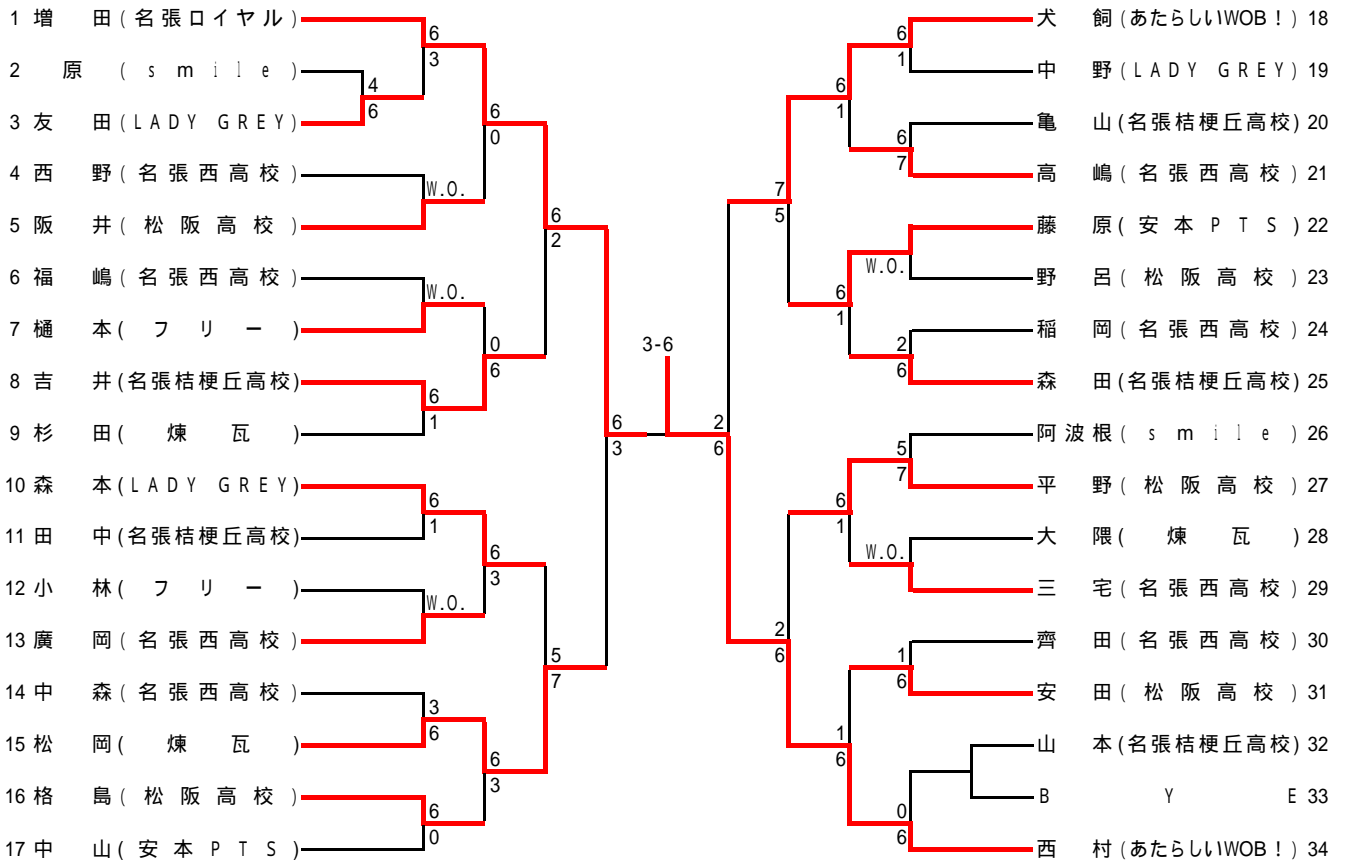 1 増 田(名張ロイヤル)
2 原 (smile)
3 友 田(LADY GREY)
4 西 野(名張西高校)
5 阪 井(松阪高校)
6 福 嶋(名張西高校)
7 樋 本(フリー)
8 吉 井(名張桔梗丘高校)
9 杉 田(煉瓦)
10 森 本(LADY GREY)
11 田 中(名張桔梗丘高校)
12 小 林(フリー)
13 廣 岡(名張西高校)
14 中 森(名張西高校)
15 松 岡(煉瓦)
16 格 島(松阪高校)
17 中 山(安本PTS)
6
3
4
6
6
0
W.O.
6
2
W.O.
0
6
6
1
6
3
6
1
6
3
W.O.
5
7
3
6
6
3
6
0
3-6
犬 飼(あたらしいWOB!) 18
中 野(LADY GREY) 19
亀 山(名張桔梗丘高校) 20
高 嶋(名張西高校) 21
藤 原(安本PTS) 22
野 呂(松阪高校) 23
稲 岡(名張西高校) 24
森 田(名張桔梗丘高校) 25
阿波根(smile) 26
平 野(松阪高校) 27
大 隈(煉瓦) 28
三 宅(名張西高校) 29
齊 田(名張西高校) 30
安 田(松阪高校) 31
山 本(名張桔梗丘高校) 32
B Y E 33
西 村(あたらしいWOB!) 34
6
1
6
1
6
7
7
5
W.O.
6
1
2
6
2
6
5
7
6
1
W.O.
2
6
1
6
1
6
0
6